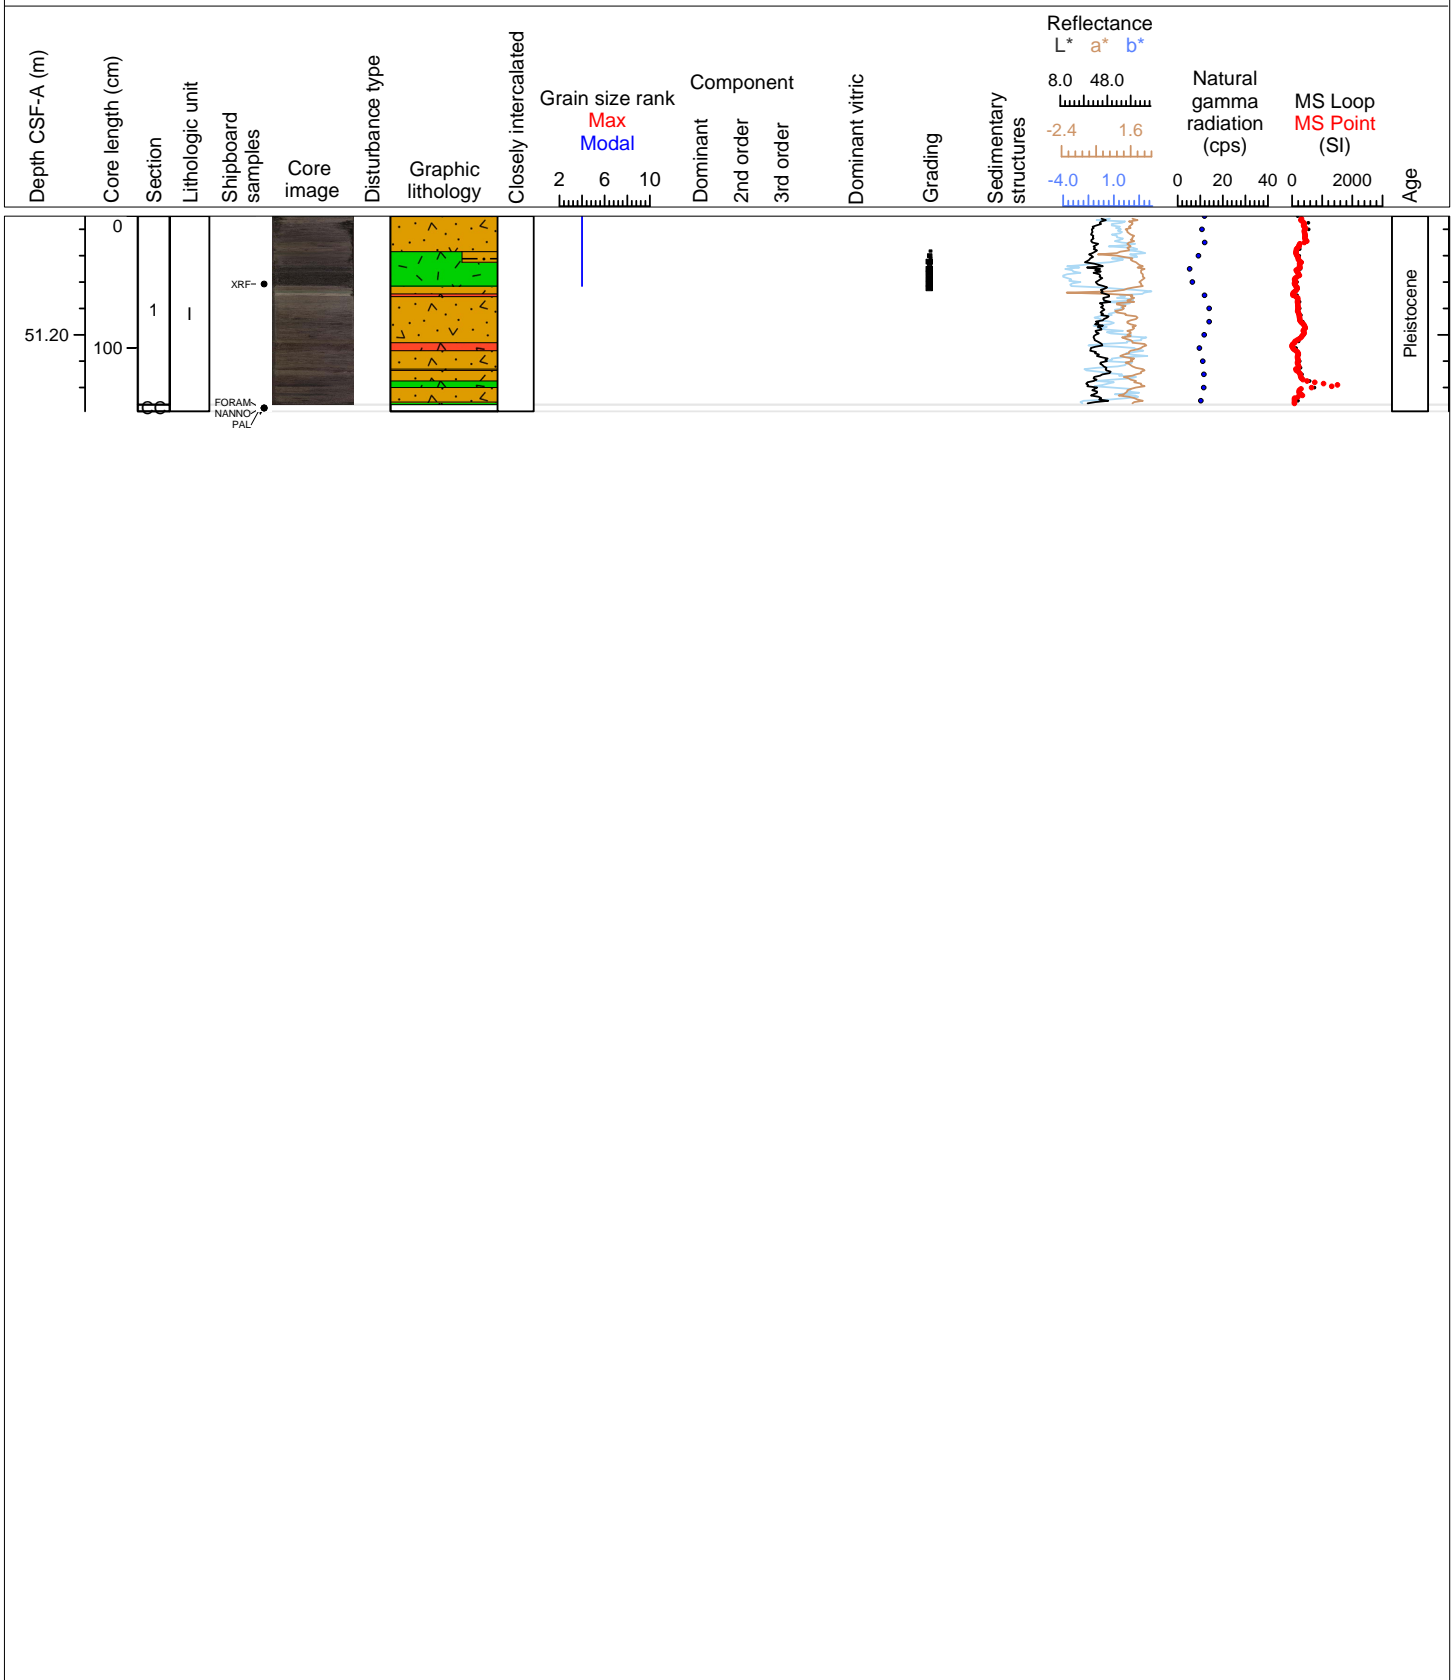 Depth CSF-A (m)
Core length (cm)
Section
Lithologic unit
Shipboard
samples
Core
image
Disturbance type
Graphic
lithology
Closely intercalated
Grain size rank
Max
Modal
2 6 10
Component
Dominant
2nd order
3rd order
Dominant vitric
Grading
Sedimentary
structures
Reflectance
L* a* b*
8.0 48.0
-2.4 1.6
-4.0 1.0
Natural
gamma
radiation
(cps)
0 20 40
MS Loop
MS Point
(SI)
0 2000
Age
0
XRF
1
I
51.20
100
Pleistocene
CC
FORAM
NANNO
PAL